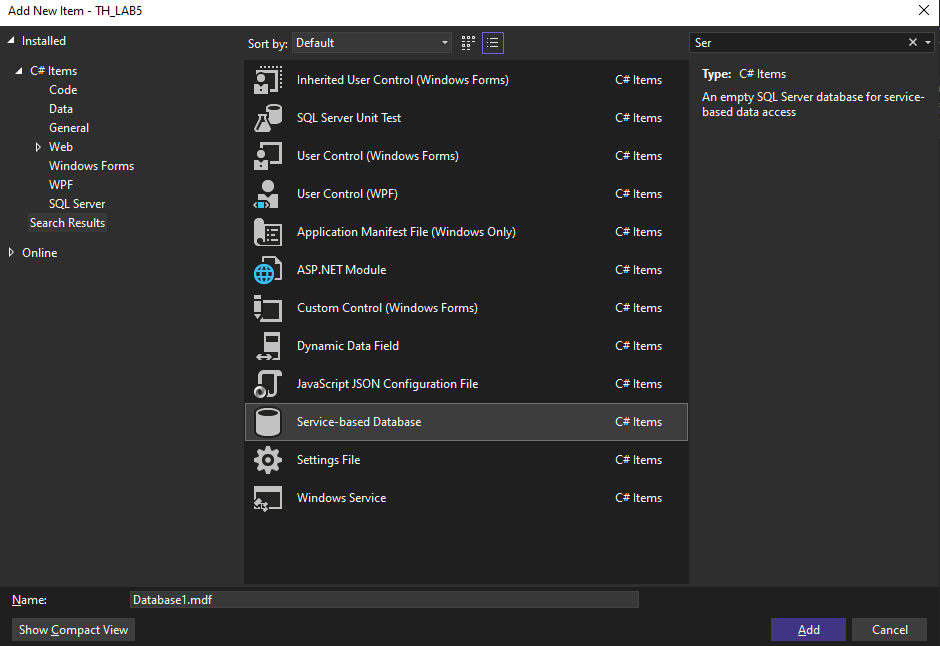 Add New Item - TH_LAB5
Installed
C# Items
Code
Data
General
Web
Windows Forms
WPF
SQL Server
Search Results
Online
Sort by: Default
Inherited User Control (Windows Forms) C# Items
SQL Server Unit Test C# Items
User Control (Windows Forms) C# Items
User Control (WPF) C# Items
Application Manifest File (Windows Only) C# Items
ASP.NET Module C# Items
Custom Control (Windows Forms) C# Items
Dynamic Data Field C# Items
JavaScript JSON Configuration File C# Items
Service-based Database C# Items
Settings File C# Items
Windows Service C# Items
Ser
Type: C# Items
An empty SQL Server database for service-
based data access
Name: Database1.mdf
Show Compact View
Add Cancel